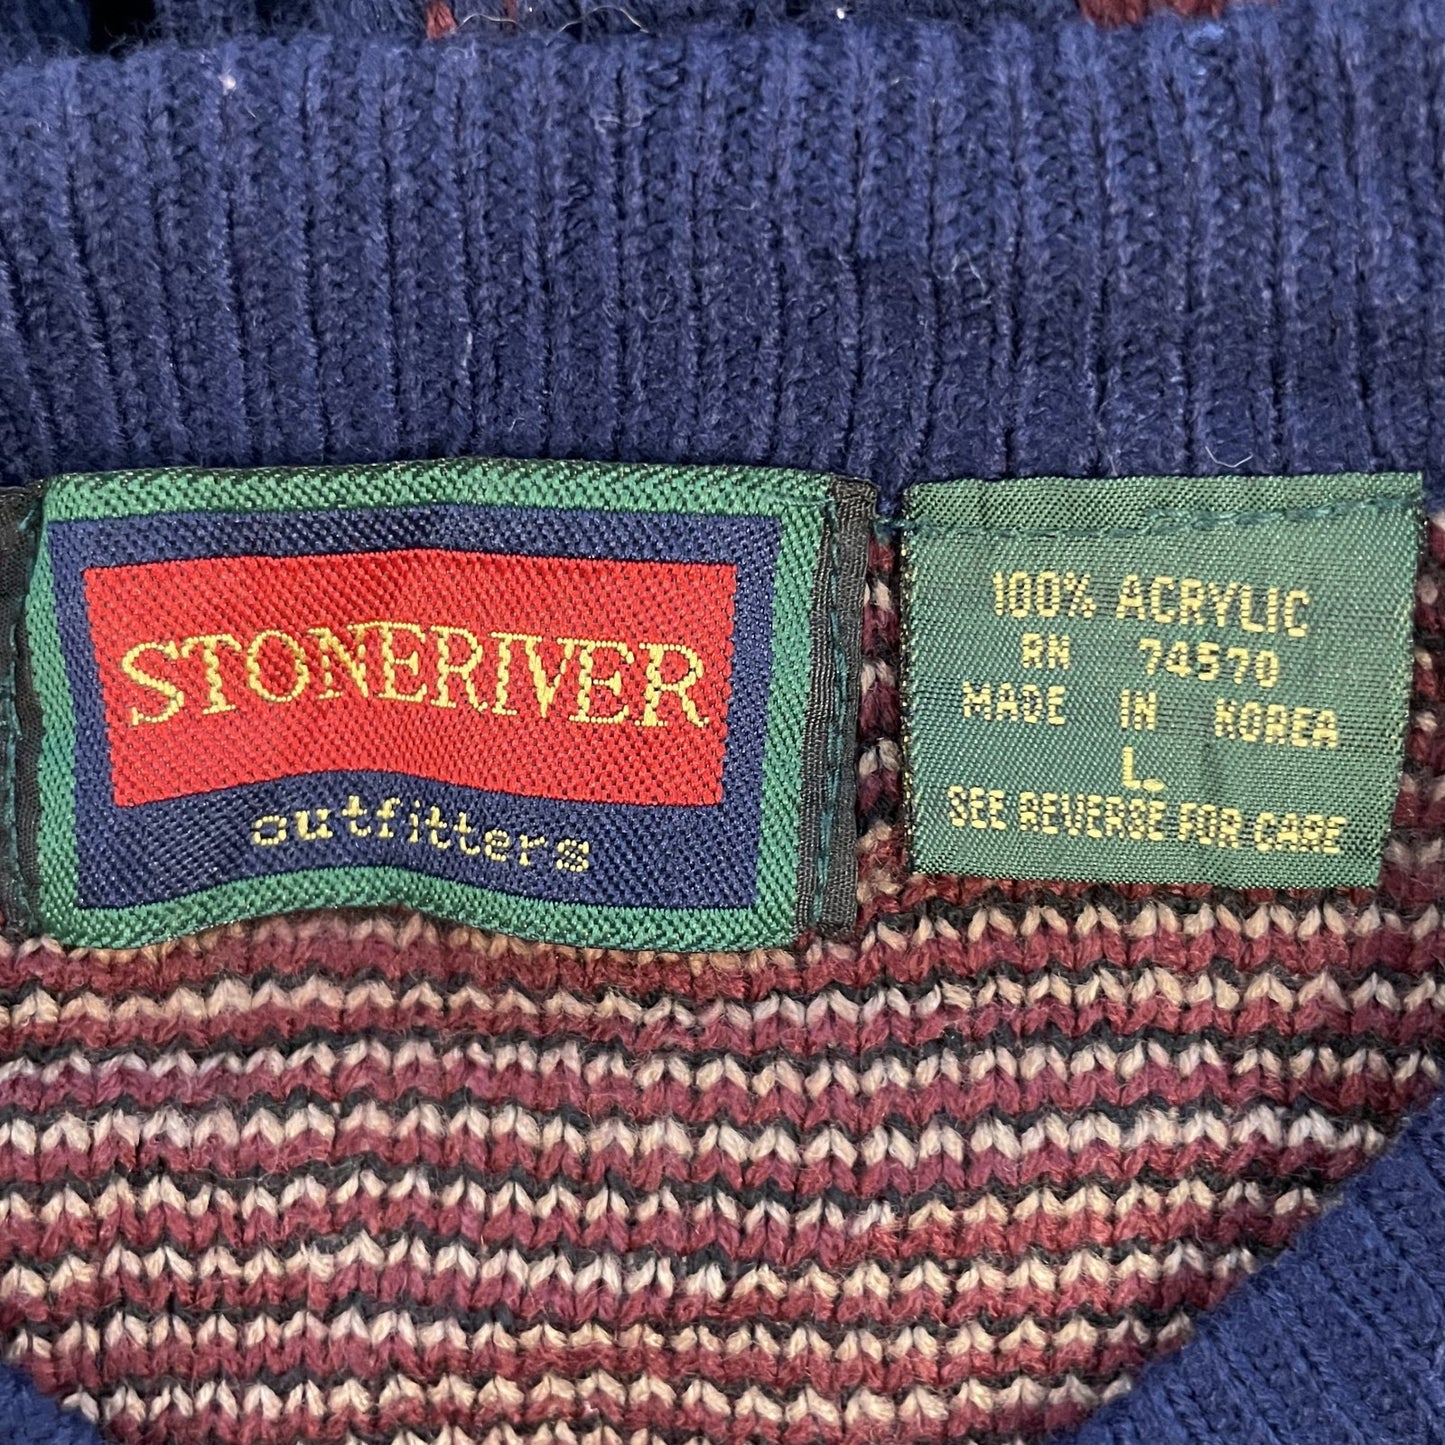 STONERIVER
outfitters
100% ACRYLIC
RN 74570
MADE IN KOREA
L.
SEE REVERSE FOR CARE